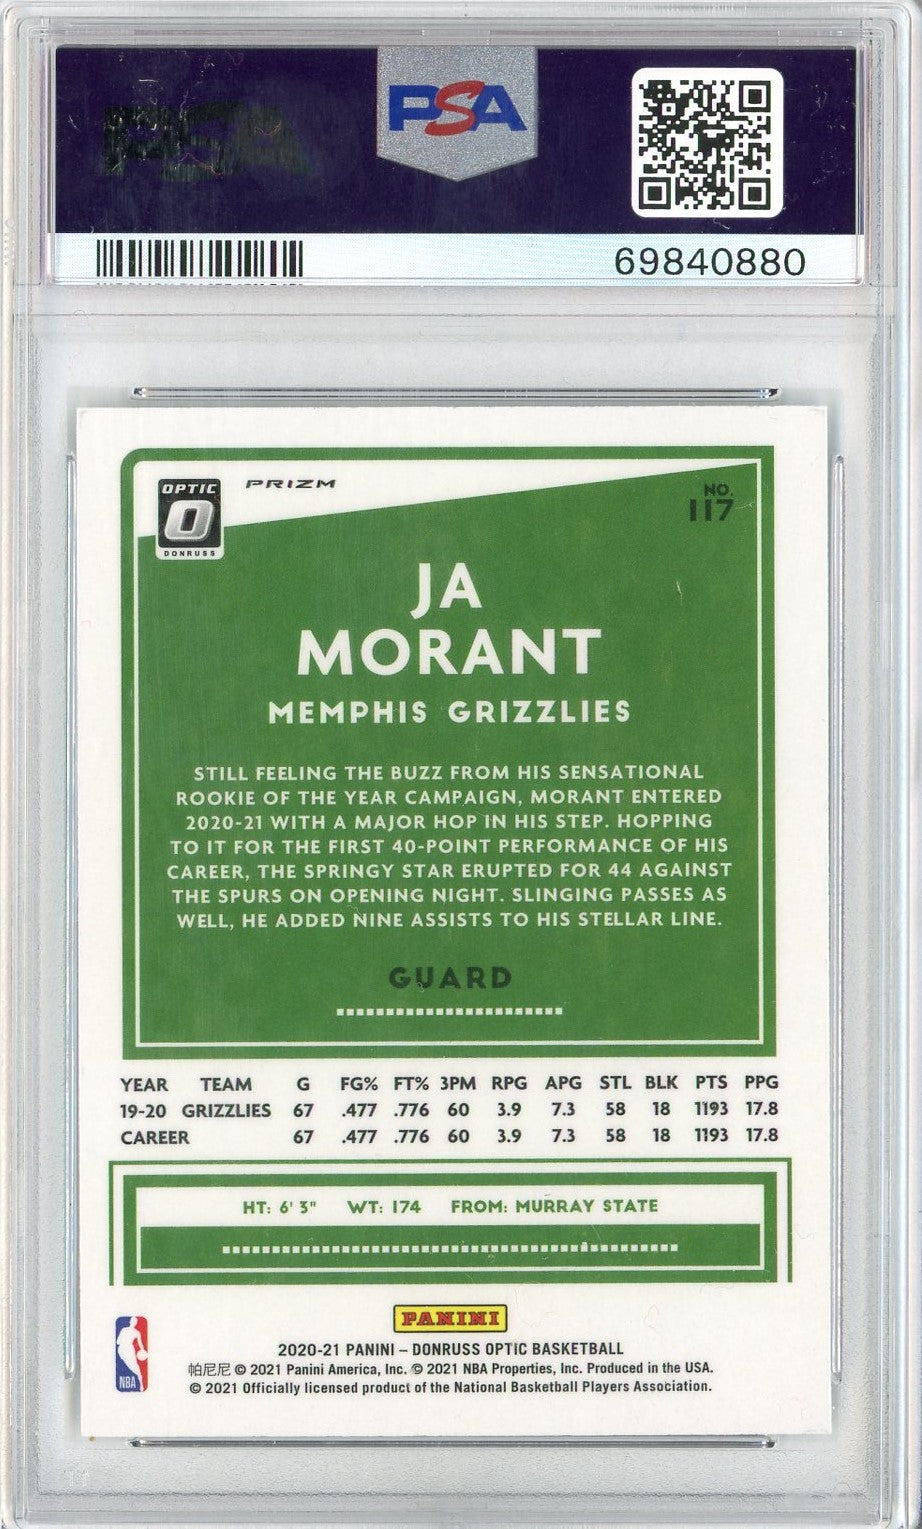 PSA
PSA
69840880
OPTIC
DONRUSS
PRIZM
NO.
117
JA
MORANT
MEMPHIS GRIZZLIES
STILL FEELING THE BUZZ FROM HIS SENSATIONAL
ROOKIE OF THE YEAR CAMPAIGN, MORANT ENTERED
2020-21 WITH A MAJOR HOP IN HIS STEP. HOPPING
TO IT FOR THE FIRST 40-POINT PERFORMANCE OF HIS
CAREER, THE SPRINGY STAR ERUPTED FOR 44 AGAINST
THE SPURS ON OPENING NIGHT. SLINGING PASSES AS
WELL, HE ADDED NINE ASSISTS TO HIS STELLAR LINE.
GUARD
YEAR TEAM G FG% FT% 3PM RPG APG STL BLK PTS PPG
19-20 GRIZZLIES 67 .477 .776 60 3.9 7.3 58 18 1193 17.8
CAREER 67 .477 .776 60 3.9 7.3 58 18 1193 17.8
HT: 6' 3" WT: 174 FROM: MURRAY STATE
PANINI
NBA
2020-21 PANINI – DONRUSS OPTIC BASKETBALL
帕尼尼 © 2021 Panini America, Inc. © 2021 NBA Properties, Inc. Produced in the USA.
© 2021 Officially licensed product of the National Basketball Players Association.